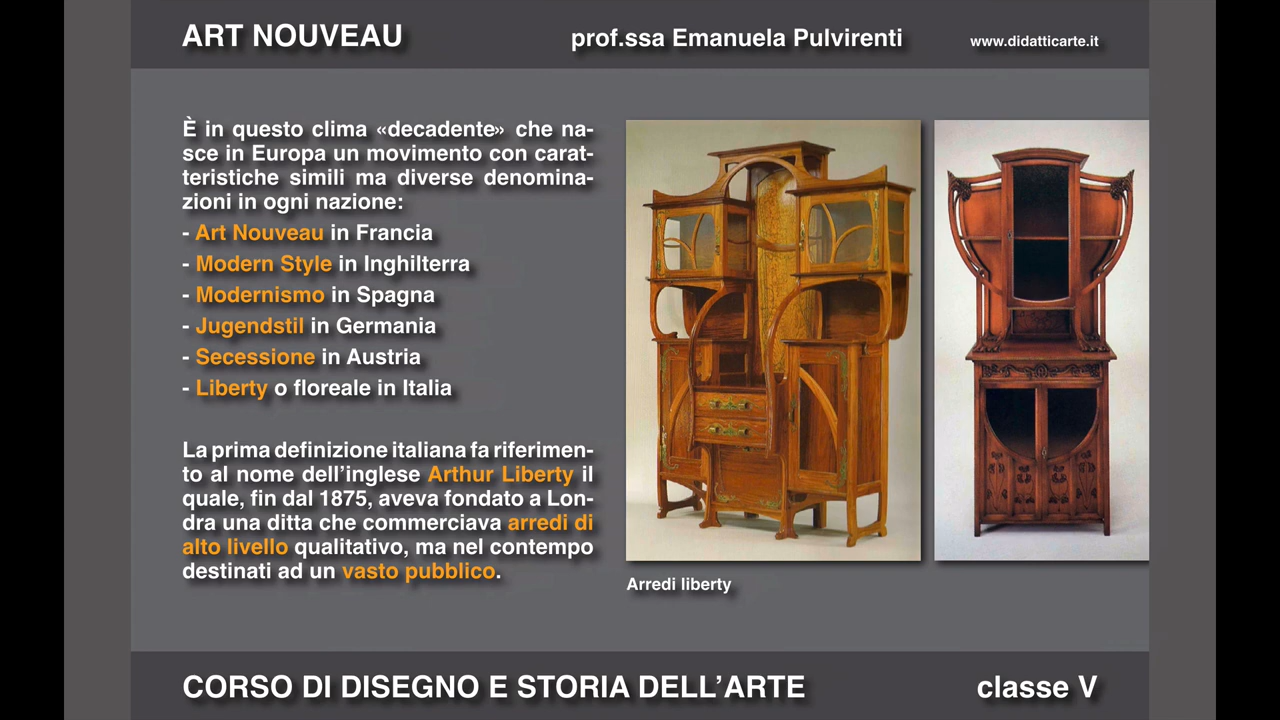 ART NOUVEAU
prof.ssa Emanuela Pulvirenti
www.didatticarte.it
È in questo clima «decadente» che na-
sce in Europa un movimento con carat-
teristiche simili ma diverse denomina-
zioni in ogni nazione:
- Art Nouveau in Francia
- Modern Style in Inghilterra
- Modernismo in Spagna
- Jugendstil in Germania
- Secessione in Austria
- Liberty o floreale in Italia
La prima definizione italiana fa riferimen-
to al nome dell’inglese Arthur Liberty il
quale, fin dal 1875, aveva fondato a Lon-
dra una ditta che commerciava arredi di
alto livello qualitativo, ma nel contempo
destinati ad un vasto pubblico.
Arredi liberty
CORSO DI DISEGNO E STORIA DELL’ARTE
classe V